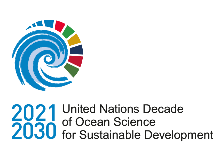 2021
2030
United Nations Decade
of Ocean Science
for Sustainable Development